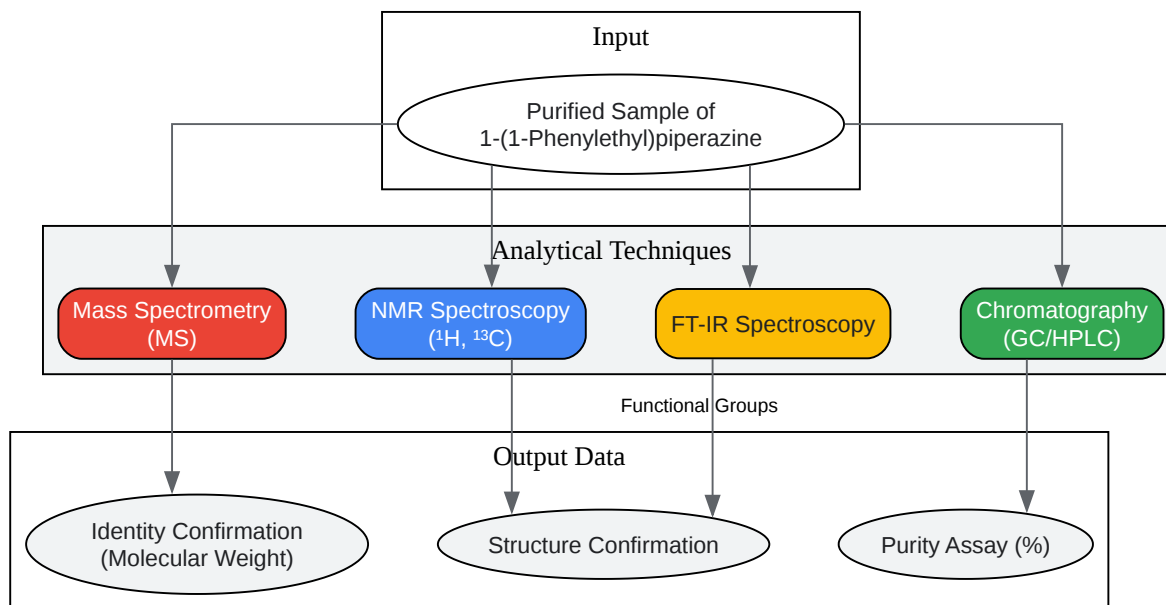 Input
Purified Sample of
1-(1-Phenylethyl)piperazine
Analytical Techniques
Mass Spectrometry
(MS)
NMR Spectroscopy
(¹H, ¹³C)
FT-IR Spectroscopy
Chromatography
(GC/HPLC)
Functional Groups
Output Data
Identity Confirmation
(Molecular Weight)
Structure Confirmation
Purity Assay (%)